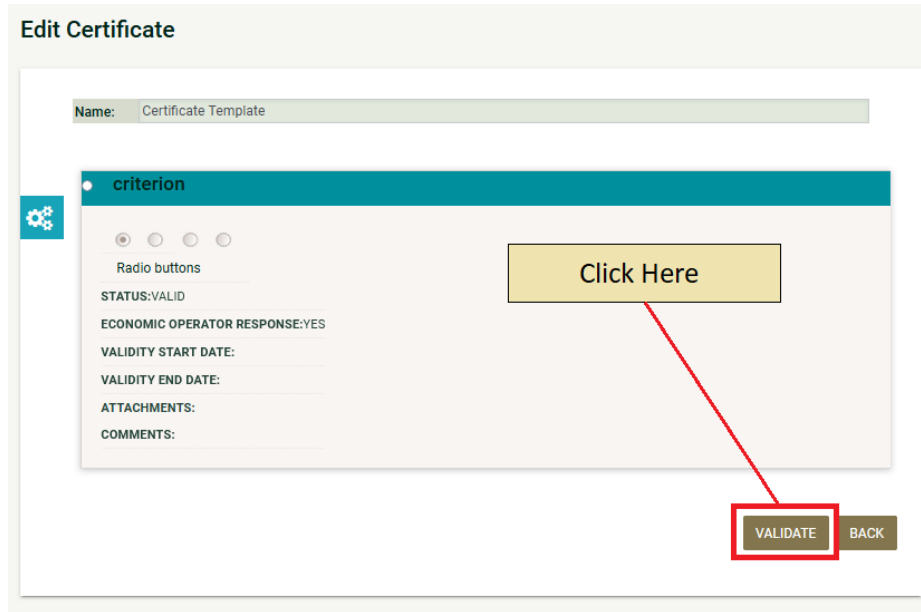 Edit Certificate
Name: Certificate Template
criterion
Radio buttons
Click Here
STATUS:VALID
ECONOMIC OPERATOR RESPONSE:YES
VALIDITY START DATE:
VALIDITY END DATE:
ATTACHMENTS:
COMMENTS:
VALIDATE BACK